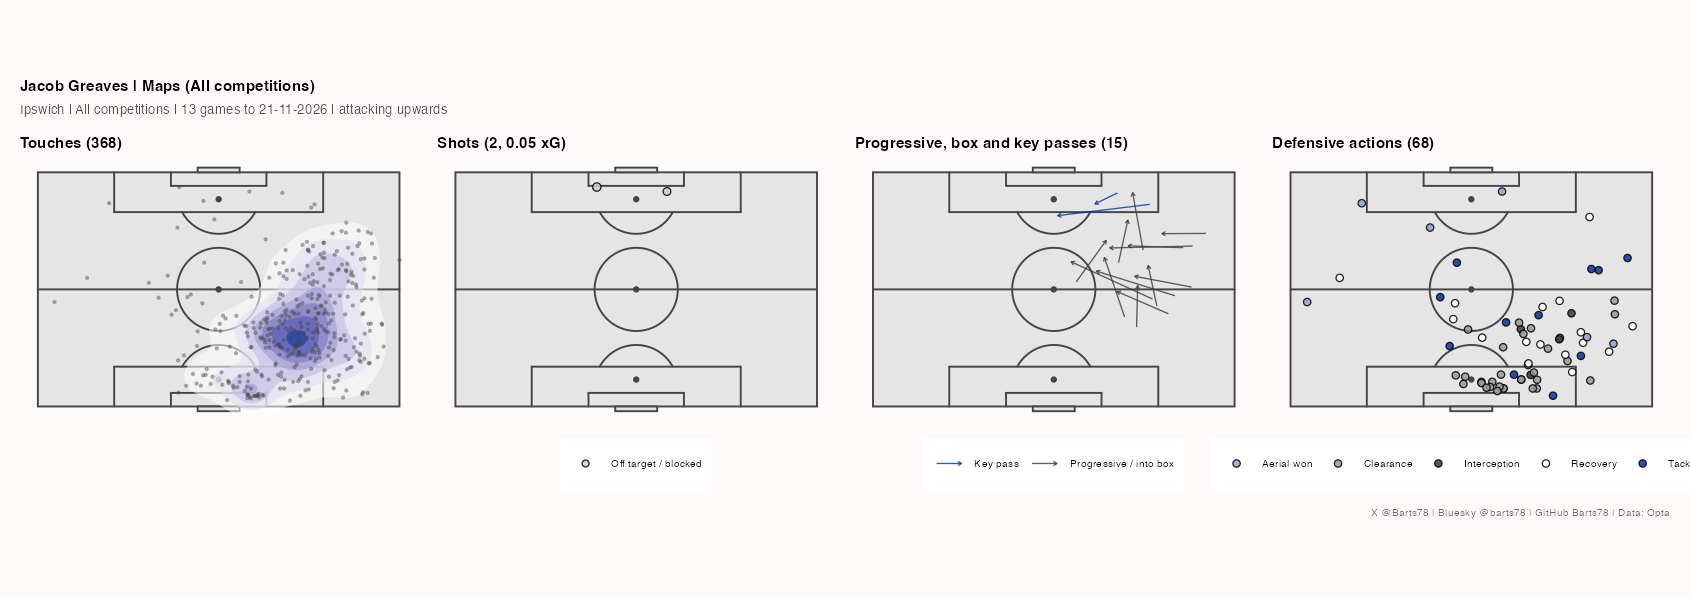 Jacob Greaves | Maps (All competitions)
Ipswich | All competitions | 13 games to 21-11-2026 | attacking upwards
Touches (368)
Shots (2, 0.05 xG)
Progressive, box and key passes (15)
Defensive actions (68)
Off target / blocked
Key pass
Progressive / into box
Aerial won
Clearance
Interception
Recovery
Tack
X @Barts78 | Bluesky @barts78 | GitHub Barts78 | Data: Opta